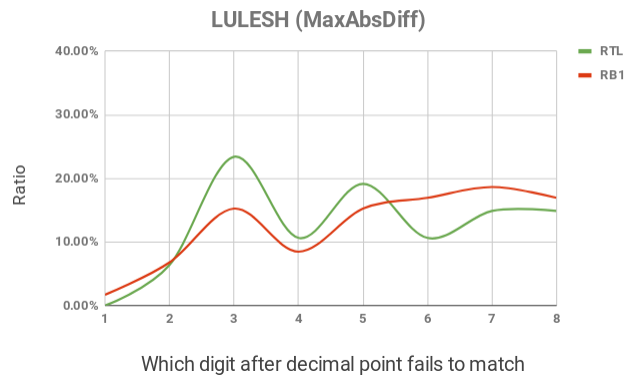 LULESH (MaxAbsDiff)
RTL
RB1
40.00%
30.00%
20.00%
10.00%
0.00%
Ratio
1 2 3 4 5 6 7 8
Which digit after decimal point fails to match